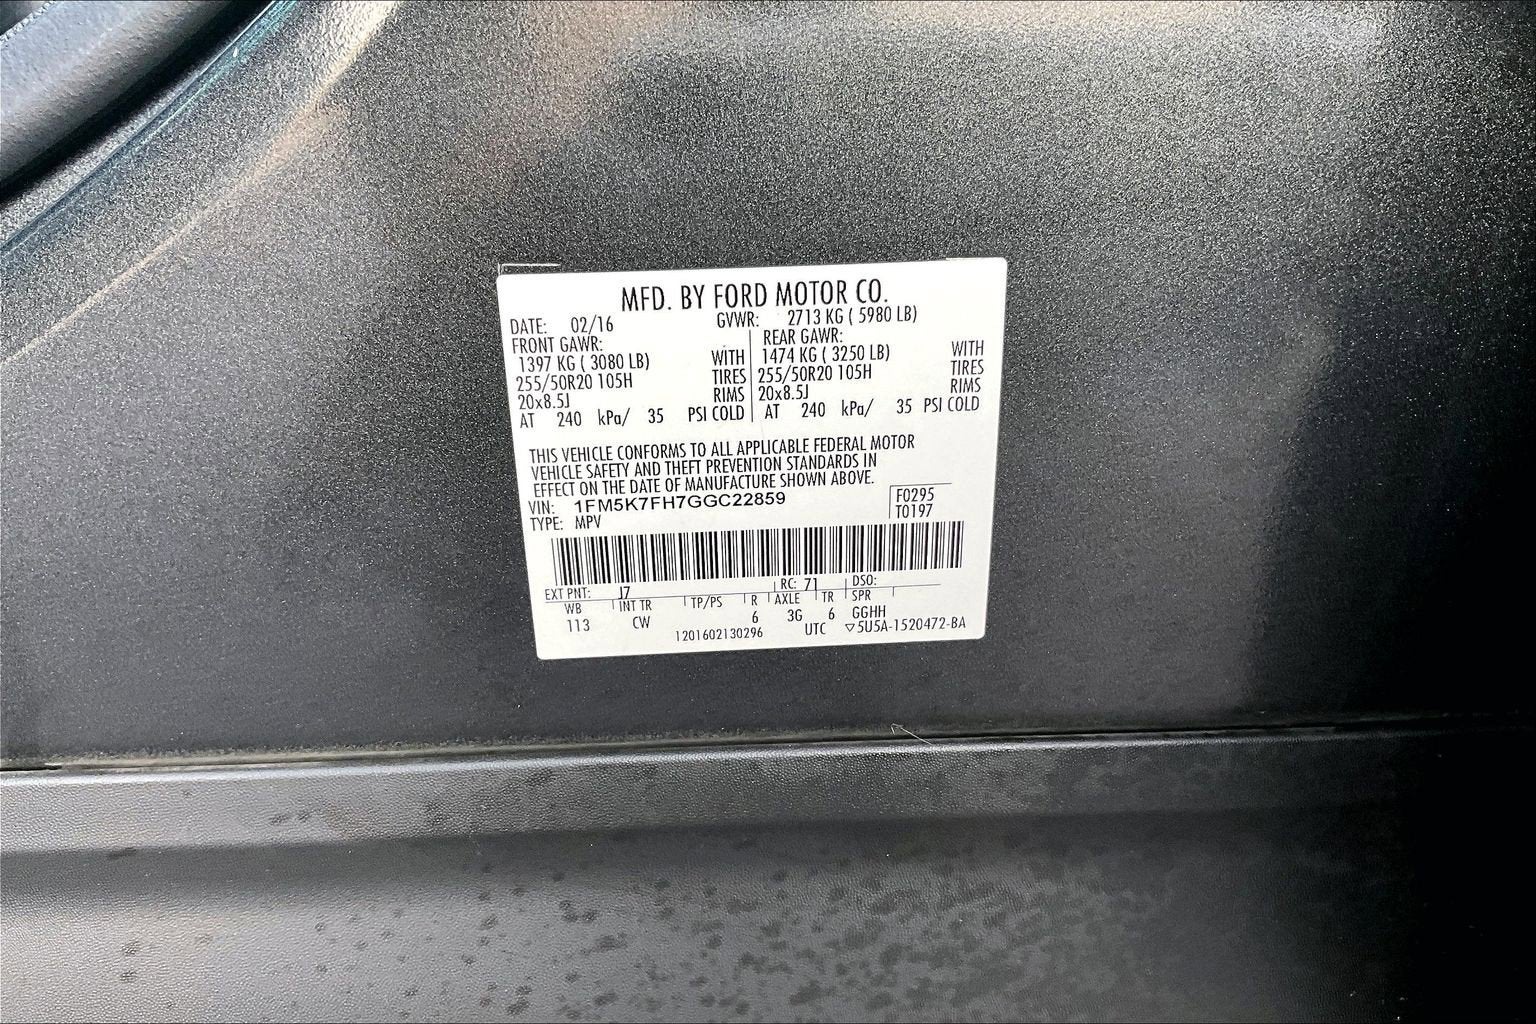 MFD. BY FORD MOTOR CO.
DATE: 02/16 GVWR: 2713 KG ( 5980 LB)
FRONT GAWR: REAR GAWR:
1397 KG ( 3080 LB) WITH 1474 KG ( 3250 LB) WITH
255/50R20 105H TIRES 255/50R20 105H TIRES
20x8.5J RIMS 20x8.5J RIMS
AT 240 kPa/ 35 PSI COLD AT 240 kPa/ 35 PSI COLD
THIS VEHICLE CONFORMS TO ALL APPLICABLE FEDERAL MOTOR
VEHICLE SAFETY AND THEFT PREVENTION STANDARDS IN
EFFECT ON THE DATE OF MANUFACTURE SHOWN ABOVE.
VIN: 1FM5K7FH7GGC22859 F0295
TYPE: MPV T0197
EXT PNT: J7 RC: 71 DSO:
WB INT TR TP/PS R AXLE TR SPR
113 CW 6 3G 6 GGHH
1201602130296 UTC ▽5U5A-1520472-BA